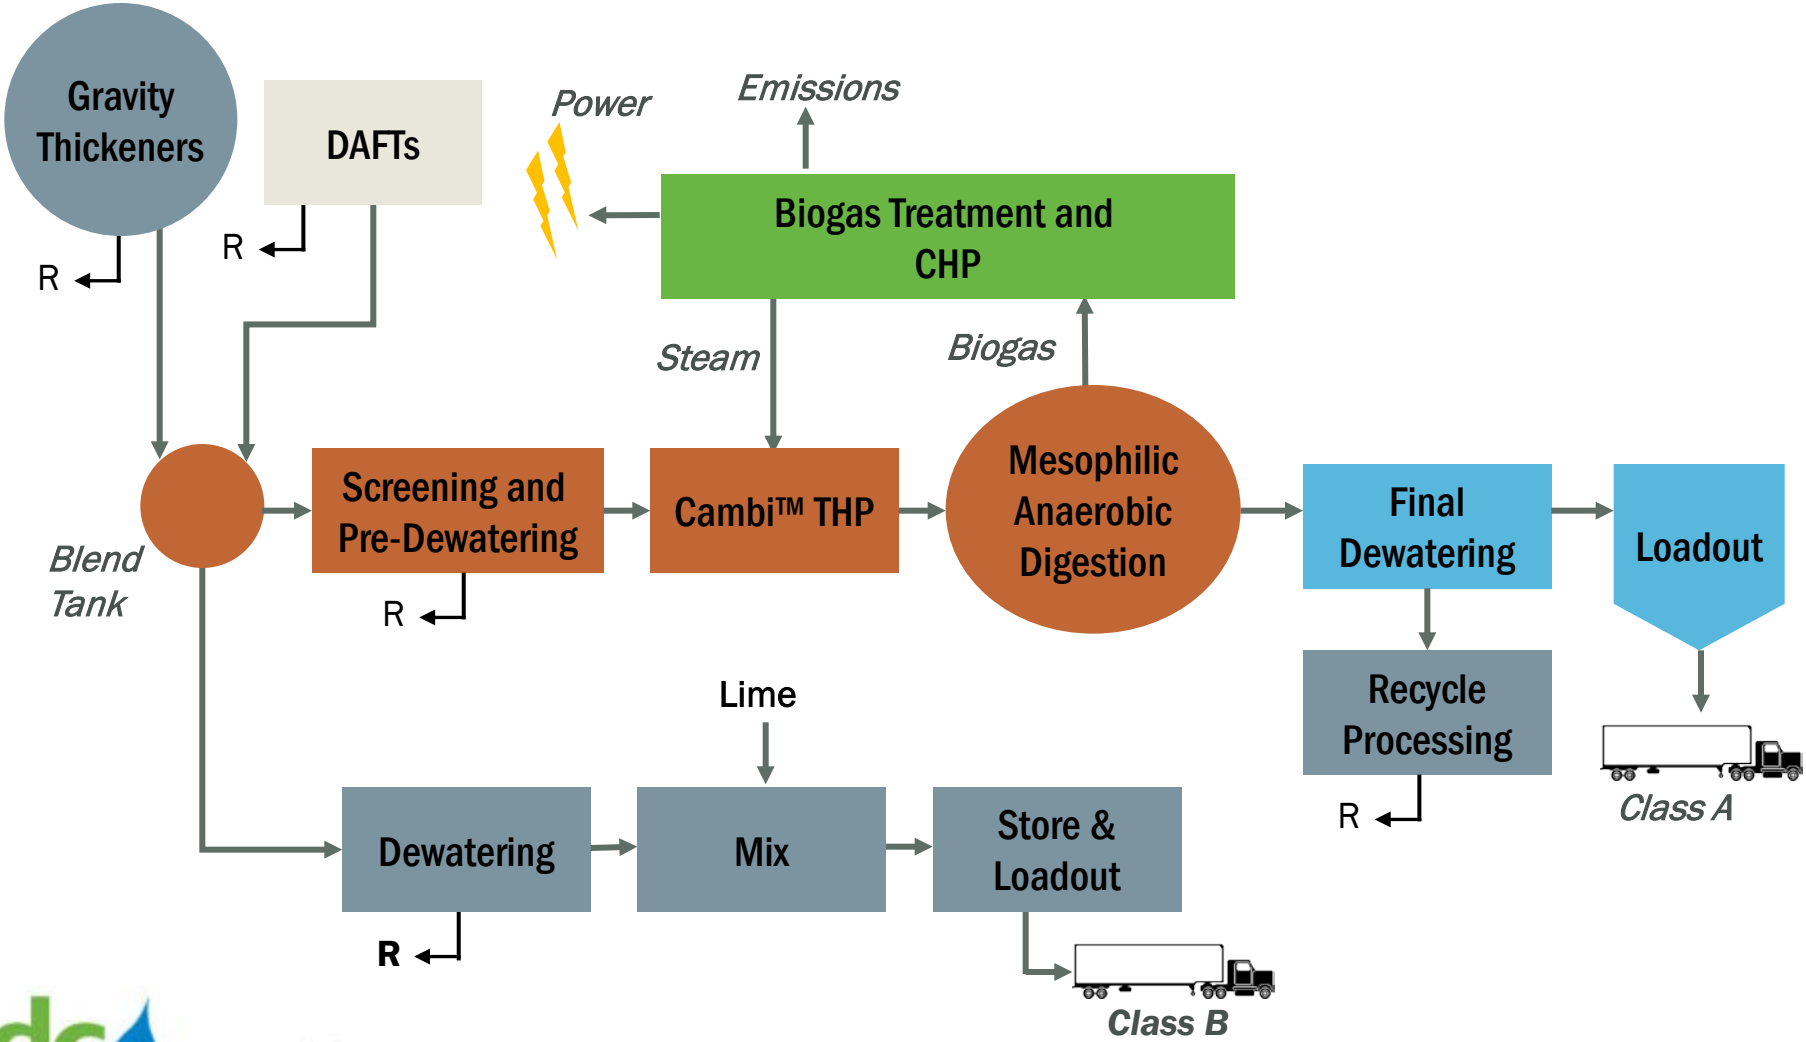 Gravity
Thickeners
DAFTs
Power
Emissions
R
R
Biogas Treatment and
CHP
Steam
Biogas
Blend
Tank
Screening and
Pre-Dewatering
R
Cambi™ THP
Mesophilic
Anaerobic
Digestion
Final
Dewatering
Loadout
Recycle
Processing
R
Class A
Lime
Dewatering
R
Mix
Store &
Loadout
Class B
dc